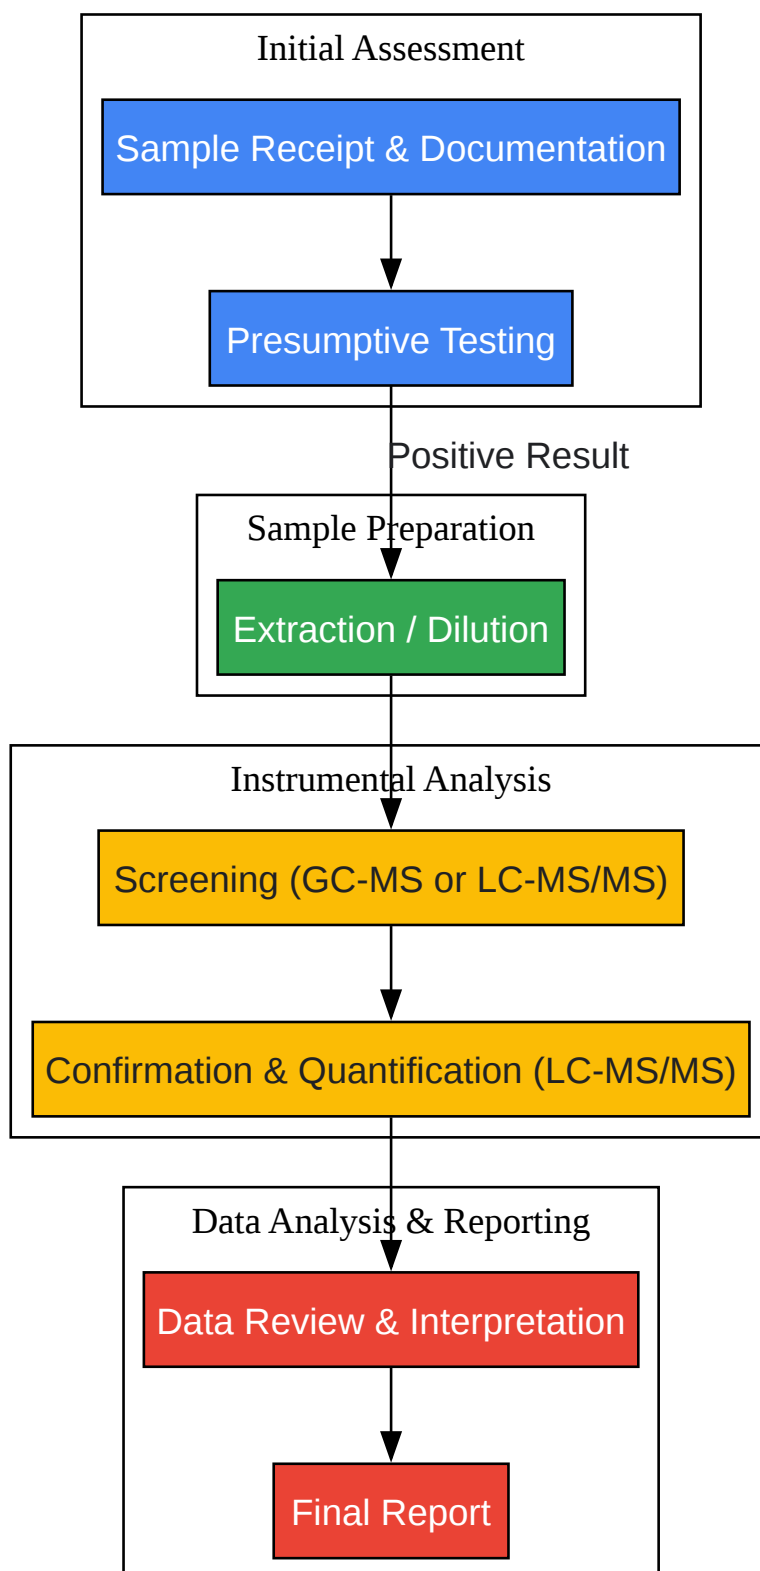 Initial Assessment
Sample Receipt & Documentation
Presumptive Testing
Positive Result
Sample Preparation
Extraction / Dilution
Instrumental Analysis
Screening (GC-MS or LC-MS/MS)
Confirmation & Quantification (LC-MS/MS)
Data Analysis & Reporting
Data Review & Interpretation
Final Report